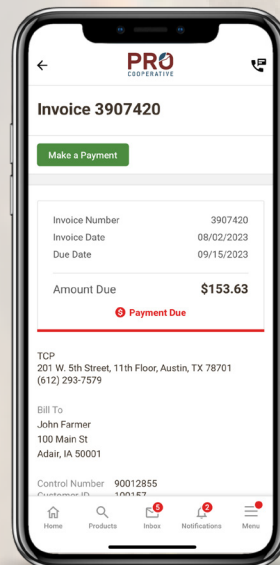 PRO
COOPERATIVE
Invoice 3907420
Make a Payment
Invoice Number 3907420
Invoice Date 08/02/2023
Due Date 09/15/2023
Amount Due $153.63
$ Payment Due
TCP
201 W. 5th Street, 11th Floor, Austin, TX 78701
(612) 293-7579
Bill To
John Farmer
100 Main St
Adair, IA 50001
Control Number 90012855
Customer ID 100157
5 2
Home Products Inbox Notifications Menu